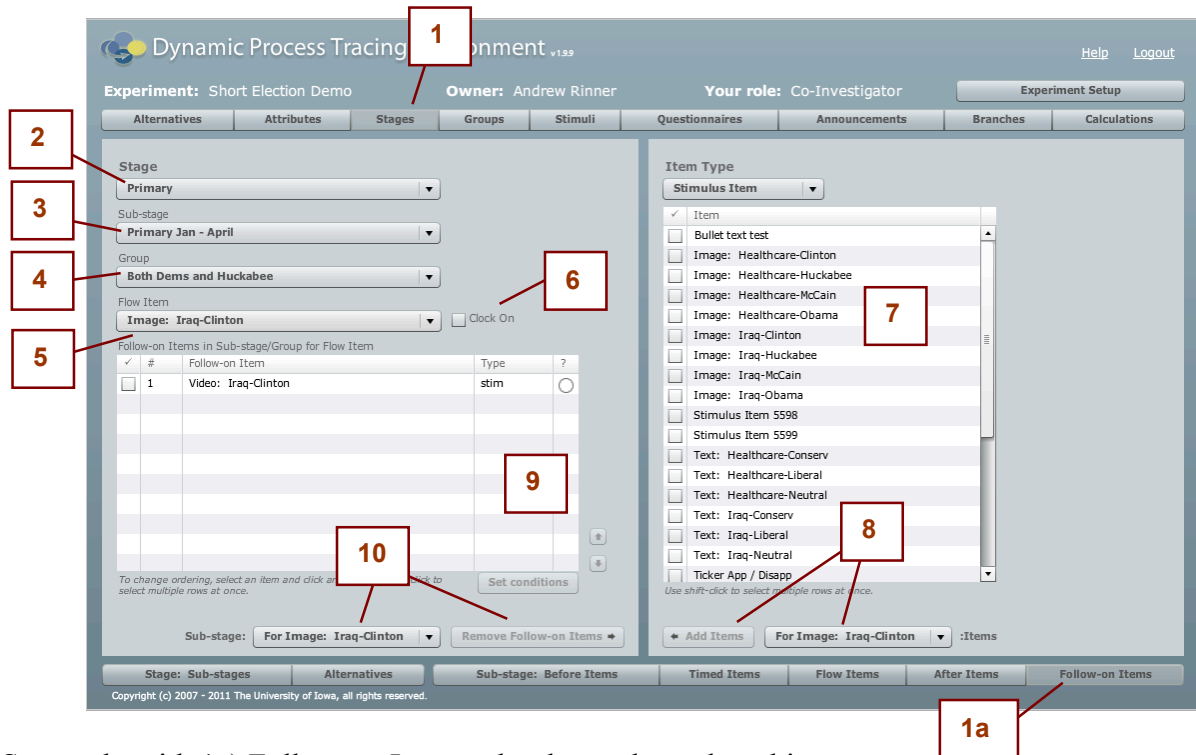 1
Dynamic Process Tracing onment v1.9.9
Help Logout
Experiment: Short Election Demo Owner: Andrew Rinner Your role: Co-Investigator Experiment Setup
Alternatives Attributes Stages Groups Stimuli Questionnaires Announcements Branches Calculations
2
Stage
Primary
3
Sub-stage
Primary Jan - April
4
Group
Both Dems and Huckabee
5
Flow Item
Image: Iraq-Clinton
Clock On
6
Follow-on Items in Sub-stage/Group for Flow Item
✓ # Follow-on Item Type ?
1 Video: Iraq-Clinton stim
9
10
To change ordering, select an item and click
select multiple rows at once.
Set conditions
Sub-stage: For Image: Iraq-Clinton Remove Follow-on Items
Item Type
Stimulus Item
✓ Item
Bullet text test
Image: Healthcare-Clinton
Image: Healthcare-Huckabee
Image: Healthcare-McCain
Image: Healthcare-Obama
7
Image: Iraq-Clinton
Image: Iraq-Huckabee
Image: Iraq-McCain
Image: Iraq-Obama
Stimulus Item 5598
Stimulus Item 5599
Text: Healthcare-Conserv
Text: Healthcare-Liberal
Text: Healthcare-Neutral
Text: Iraq-Conserv
Text: Iraq-Liberal
8
Text: Iraq-Neutral
Ticker App / Disapp
Use shift-click to select multiple rows at once.
Add Items For Image: Iraq-Clinton :Items
Stage: Sub-stages Alternatives Sub-stage: Before Items Timed Items Flow Items After Items Follow-on Items
Copyright (c) 2007 - 2011 The University of Iowa, all rights reserved.
1a